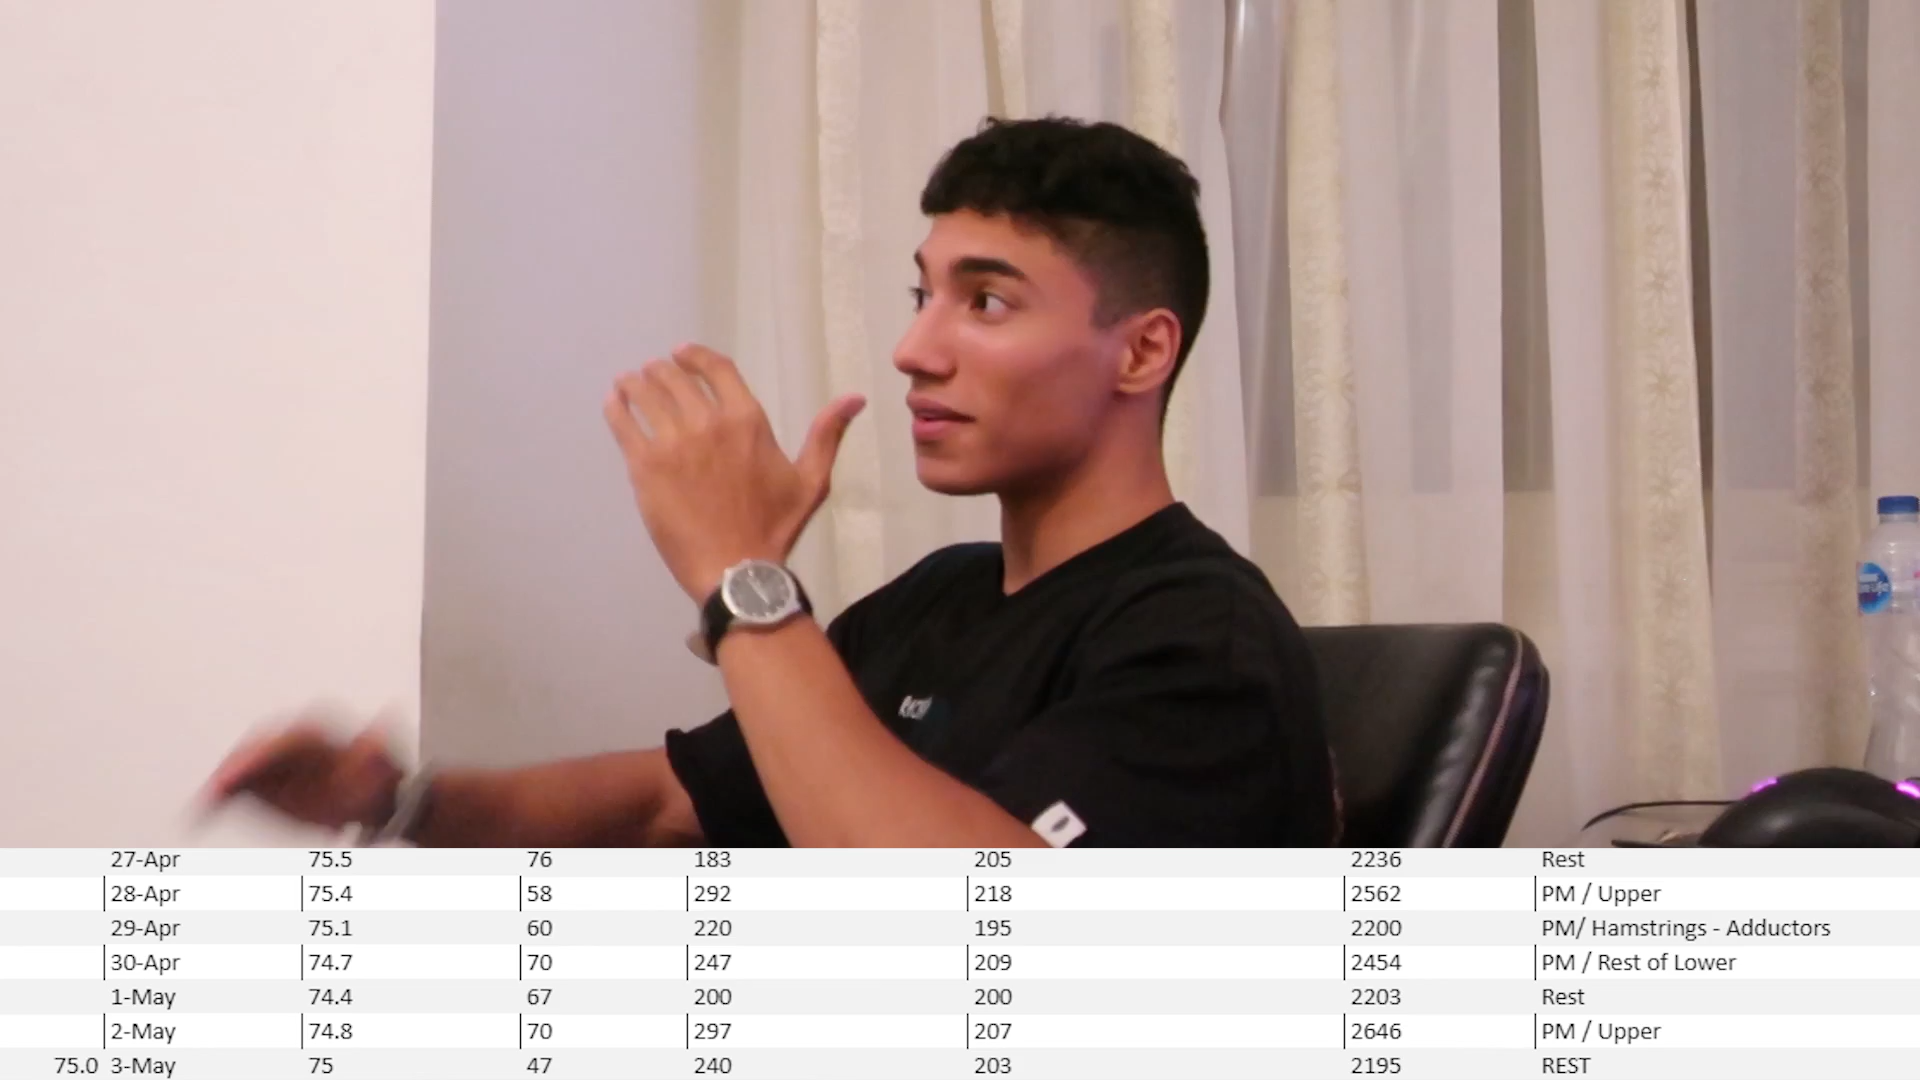 27-Apr 75.5 76 183 205 2236 Rest
28-Apr 75.4 58 292 218 2562 PM / Upper
29-Apr 75.1 60 220 195 2200 PM/ Hamstrings - Adductors
30-Apr 74.7 70 247 209 2454 PM / Rest of Lower
1-May 74.4 67 200 200 2203 Rest
2-May 74.8 70 297 207 2646 PM / Upper
75.0 3-May 75 47 240 203 2195 REST